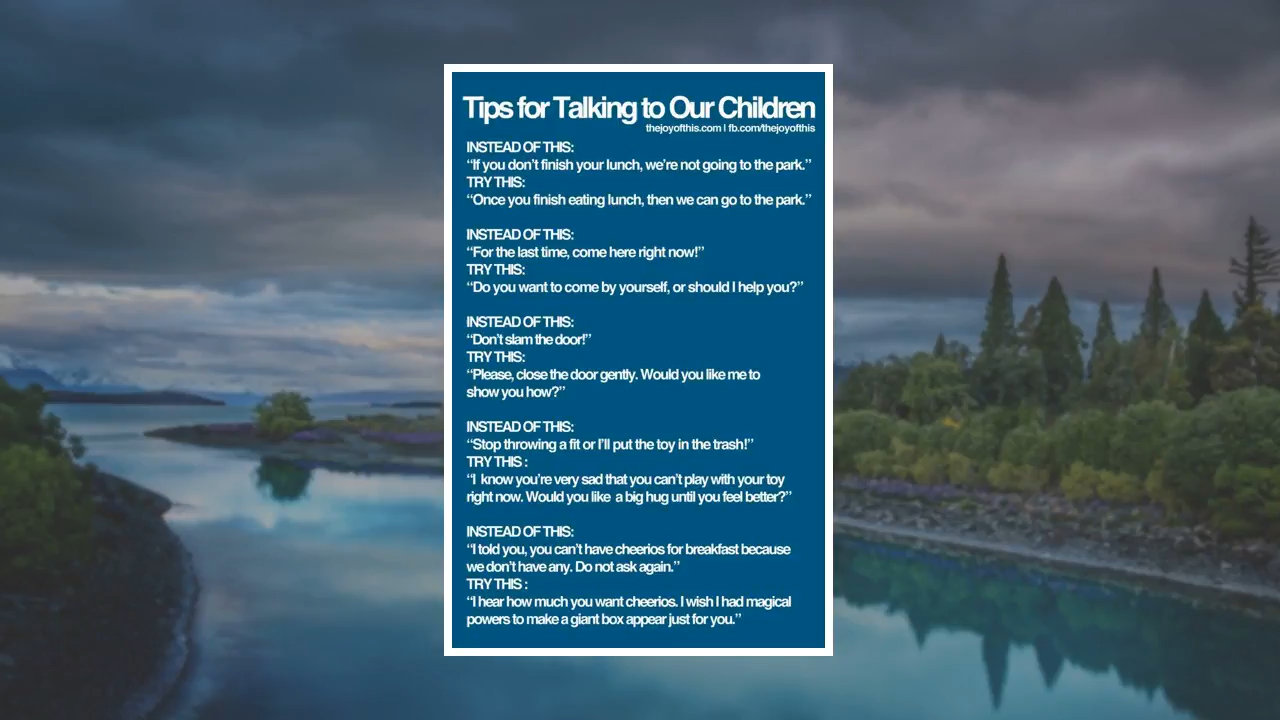 Tips for Talking to Our Children
thejoyofthis.com | fb.com/thejoyofthis
INSTEAD OF THIS:
“If you don’t finish your lunch, we’re not going to the park.”
TRY THIS:
“Once you finish eating lunch, then we can go to the park.”
INSTEAD OF THIS:
“For the last time, come here right now!”
TRY THIS:
“Do you want to come by yourself, or should I help you?”
INSTEAD OF THIS:
“Don’t slam the door!”
TRY THIS:
“Please, close the door gently. Would you like me to
show you how?”
INSTEAD OF THIS:
“Stop throwing a fit or I’ll put the toy in the trash!”
TRY THIS :
“I know you’re very sad that you can’t play with your toy
right now. Would you like a big hug until you feel better?”
INSTEAD OF THIS:
“I told you, you can’t have cheerios for breakfast because
we don’t have any. Do not ask again.”
TRY THIS :
“I hear how much you want cheerios. I wish I had magical
powers to make a giant box appear just for you.”